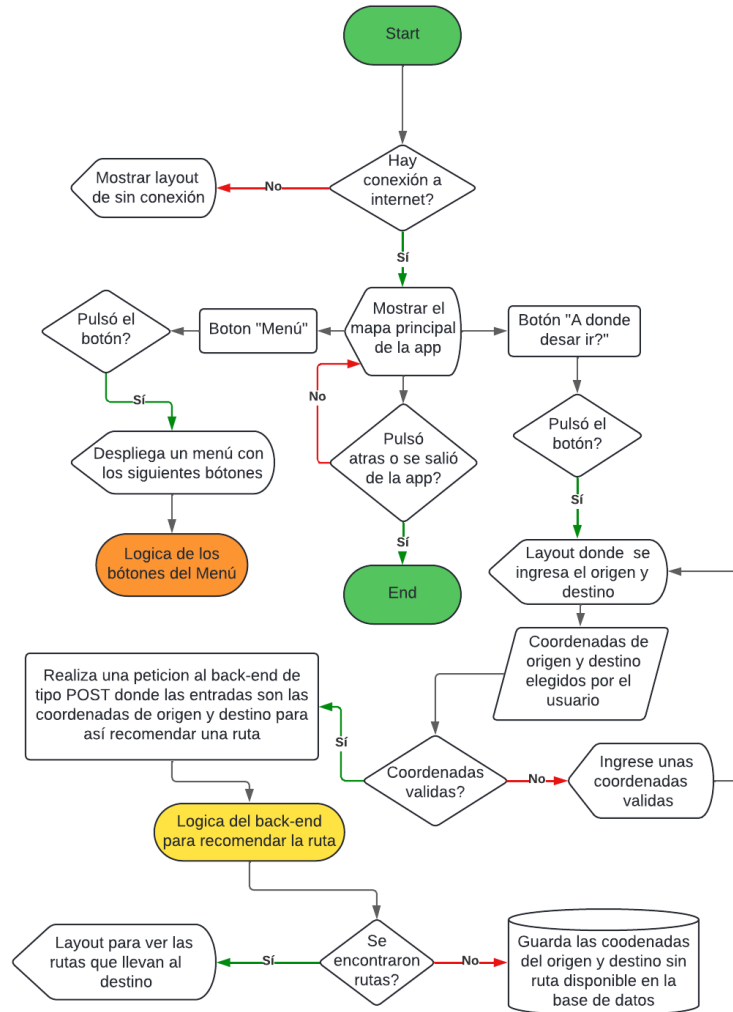 Start
Hay
conexión a
internet?
No
Mostrar layout
de sin conexión
Sí
Mostrar el
mapa principal
de la app
Boton "Menú"
Pulsó el
botón?
Botón "A donde
desar ir?"
Sí
Despliega un menú con
los siguientes bótones
Logica de los
bótones del Menú
No
Pulsó
atras o se salió
de la app?
Sí
End
Pulsó el
botón?
Sí
Layout donde se
ingresa el origen y
destino
Coordenadas de
origen y destino
elegidos por el
usuario
Coordenadas
validas?
No
Ingrese unas
coordenadas
validas
Sí
Realiza una peticion al back-end de
tipo POST donde las entradas son las
coordenadas de origen y destino para
así recomendar una ruta
Logica del back-end
para recomendar la ruta
Se
encontraron
rutas?
Sí
Layout para ver las
rutas que llevan al
destino
No
Guarda las coodenadas
del origen y destino sin
ruta disponible en la
base de datos